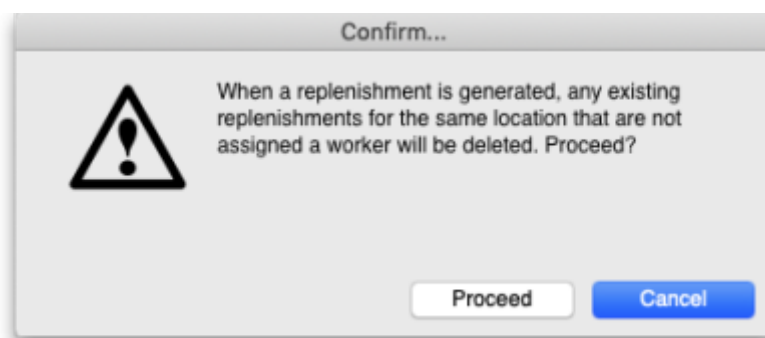 Confirm...
When a replenishment is generated, any existing
replenishments for the same location that are not
assigned a worker will be deleted. Proceed?
Proceed
Cancel